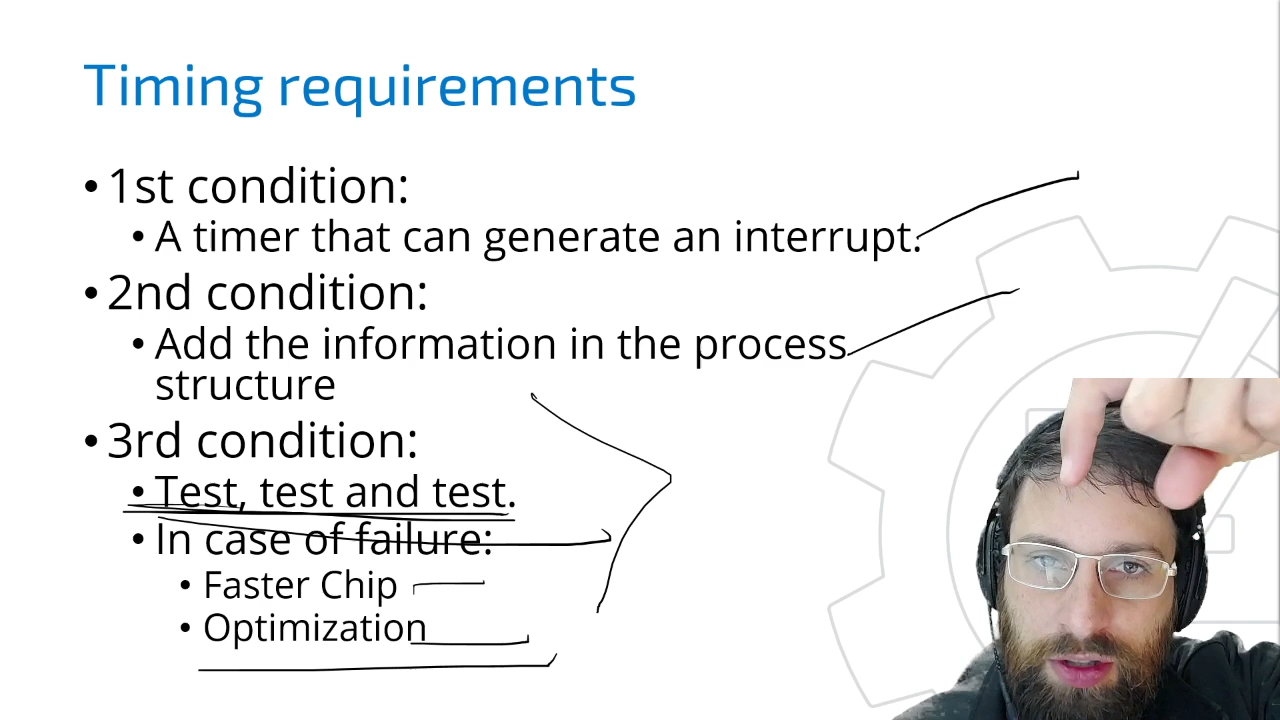 Timing requirements
• 1st condition:
• A timer that can generate an interrupt.
• 2nd condition:
• Add the information in the process
structure
• 3rd condition:
• Test, test and test.
• In case of failure:
• Faster Chip
• Optimization